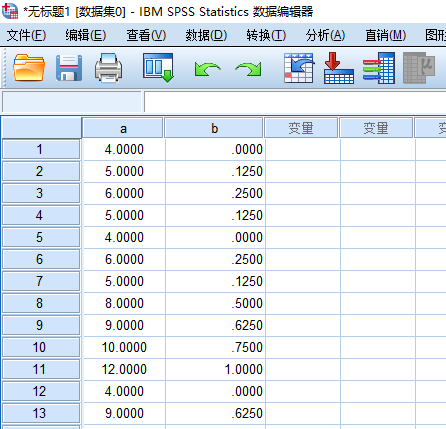 *无标题1 [数据集0] - IBM SPSS Statistics 数据编辑器
文件(F) 编辑(E) 查看(V) 数据(D) 转换(T) 分析(A) 直销(M) 图形
a b 变量 变量
1 4.0000 .0000
2 5.0000 .1250
3 6.0000 .2500
4 5.0000 .1250
5 4.0000 .0000
6 6.0000 .2500
7 5.0000 .1250
8 8.0000 .5000
9 9.0000 .6250
10 10.0000 .7500
11 12.0000 1.0000
12 4.0000 .0000
13 9.0000 .6250